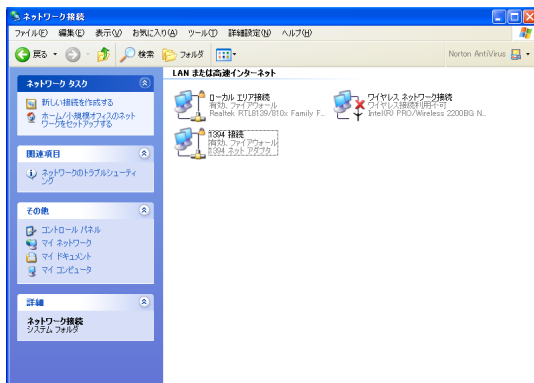 ネットワーク接続
ファイル(F) 編集(E) 表示(V) お気に入り(A) ツール(T) 詳細設定(N) ヘルプ(H)
戻る 検索 フォルダ Norton AntiVirus
ネットワーク タスク
新しい接続を作成する
ホーム/小規模オフィスのネット
ワークをセットアップする
関連項目
ネットワークのトラブルシューティ
ング
その他
コントロール パネル
マイ ネットワーク
マイ ドキュメント
マイ コンピュータ
詳細
ネットワーク接続
システム フォルダ
LAN または高速インターネット
ローカル エリア接続
有効, ファイアウォール
Realtek RTL8139/810x Family F...
ワイヤレス ネットワーク接続
ワイヤレス接続利用不可
Intel(R) PRO/Wireless 2200BG N...
1394 接続
有効, ファイアウォール
1394 ネット アダプタ